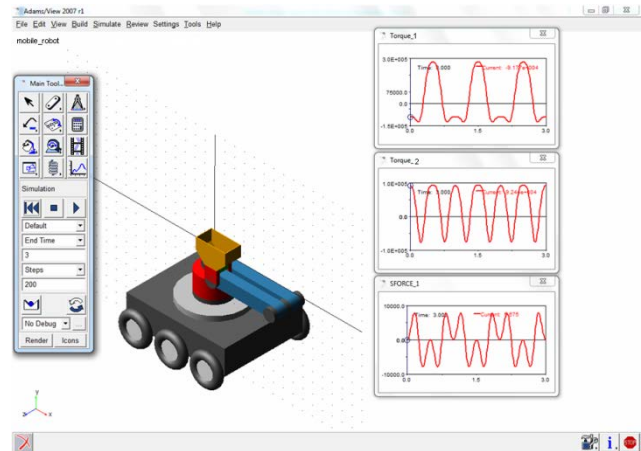 Adams/View 2007 r1
File Edit View Build Simulate Review Settings Tools Help
mobile_robot
Main Tool...
Simulation
Default
End Time
3
Steps
200
No Debug
...
Render Icons
y
z x
Torque_1
3.0E+005
Time 3.000 Current
75000.0
0.0
-1.5E+005
0.0 1.5 3.0
Torque_2
1.0E+005
Current
0.0
-1.0E+005
0.0 1.5 3.0
SFORCE_1
10000.0
Time: 3.000 Current
0.0
-10000.0
0.0 1.5 3.0
i
STOP